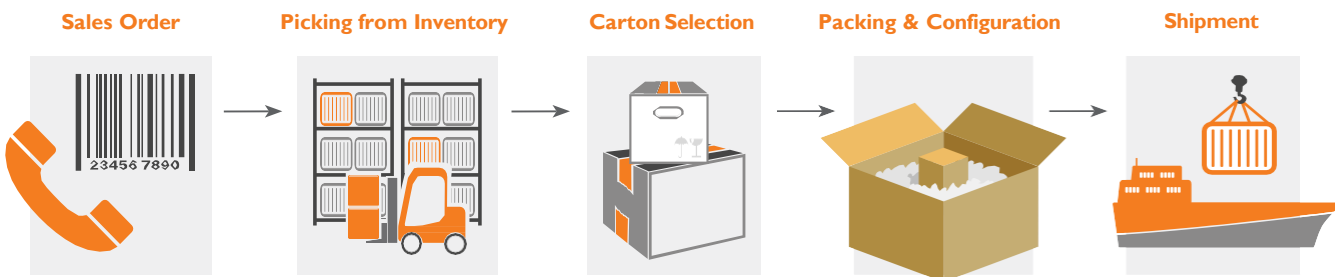 Sales Order
Picking from Inventory
Carton Selection
Packing & Configuration
Shipment
23456 7890